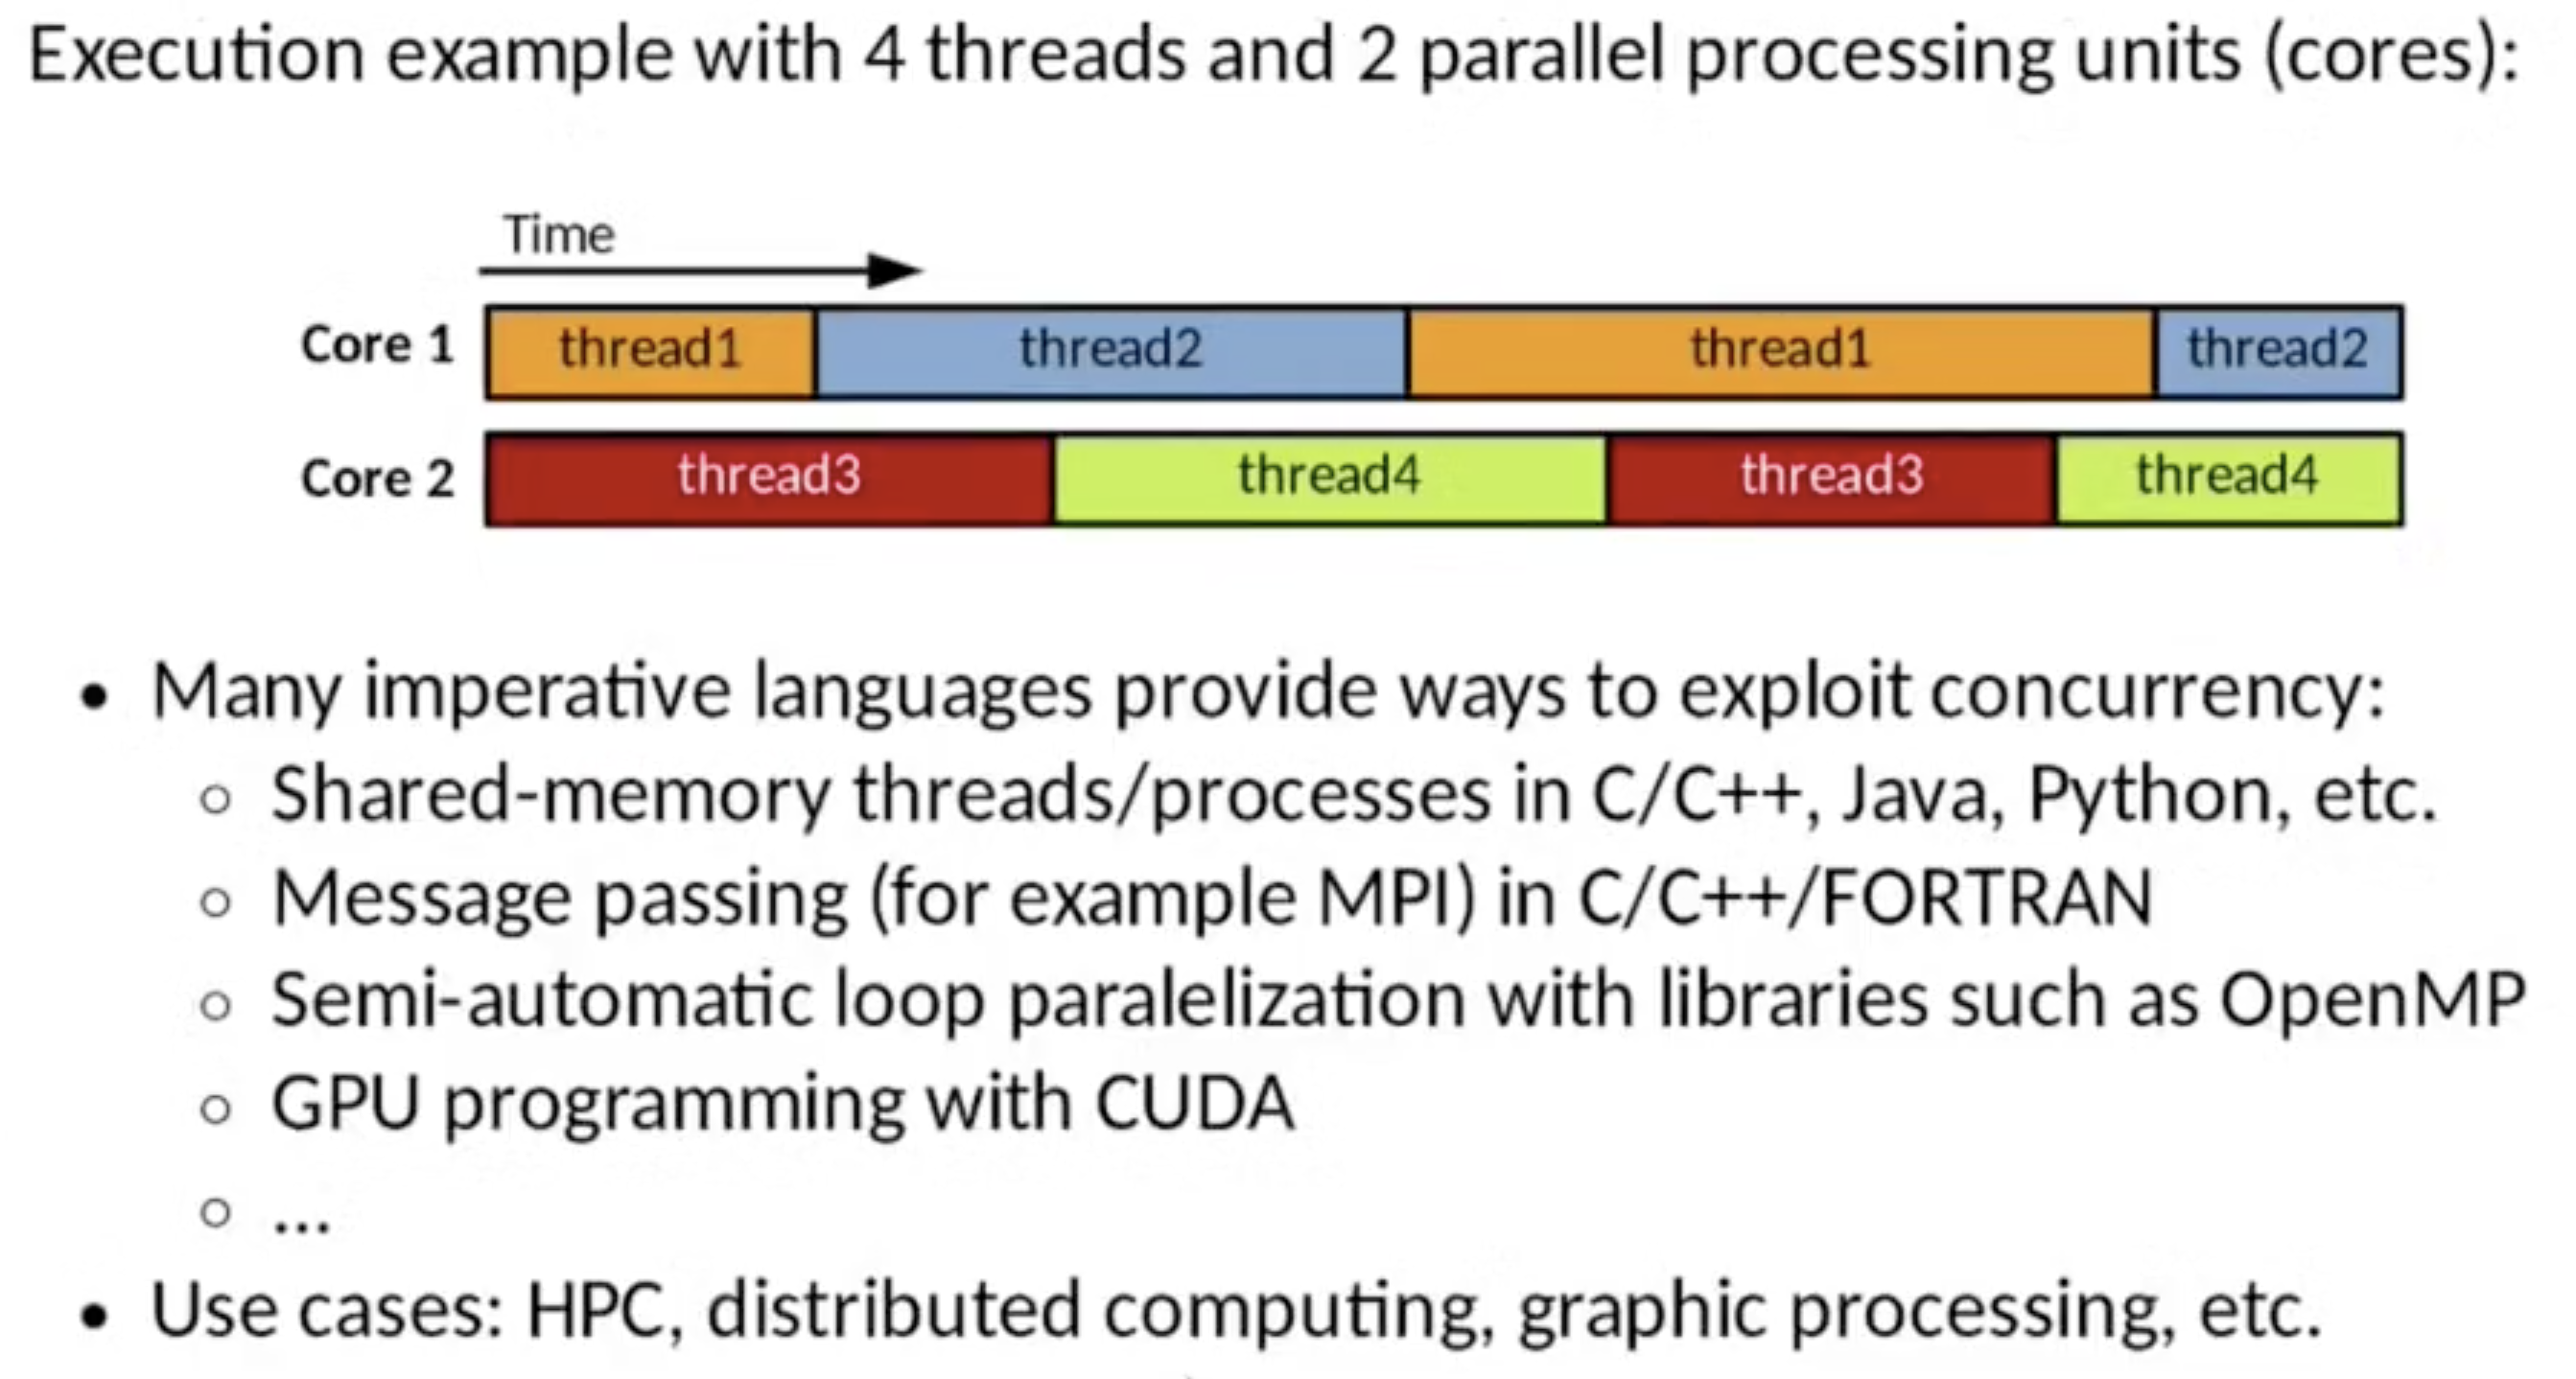 Execution example with 4 threads and 2 parallel processing units (cores):
Time
Core 1 thread1 thread2 thread1 thread2
Core 2 thread3 thread4 thread3 thread4
• Many imperative languages provide ways to exploit concurrency:
○ Shared-memory threads/processes in C/C++, Java, Python, etc.
○ Message passing (for example MPI) in C/C++/FORTRAN
○ Semi-automatic loop paralelization with libraries such as OpenMP
○ GPU programming with CUDA
○ ...
• Use cases: HPC, distributed computing, graphic processing, etc.